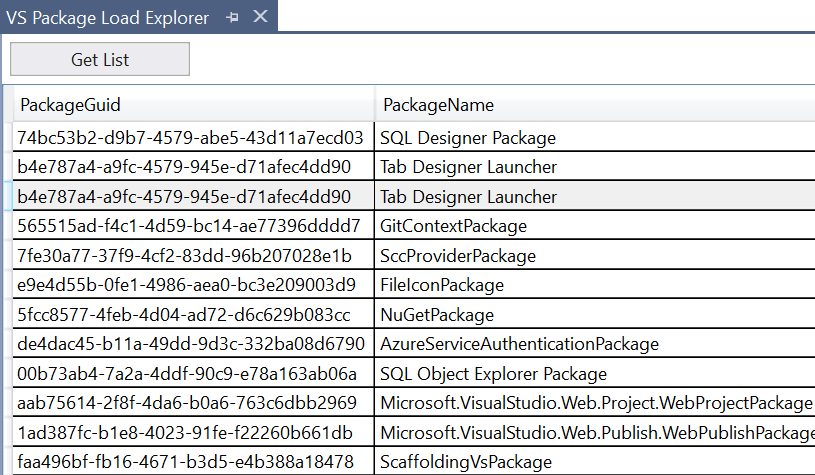 VS Package Load Explorer
Get List
PackageGuid PackageName
74bc53b2-d9b7-4579-abe5-43d11a7ecd03 SQL Designer Package
b4e787a4-a9fc-4579-945e-d71afec4dd90 Tab Designer Launcher
b4e787a4-a9fc-4579-945e-d71afec4dd90 Tab Designer Launcher
565515ad-f4c1-4d59-bc14-ae77396dddd7 GitContextPackage
7fe30a77-37f9-4cf2-83dd-96b207028e1b SccProviderPackage
e9e4d55b-0fe1-4986-aea0-bc3e209003d9 FileIconPackage
5fcc8577-4feb-4d04-ad72-d6c629b083cc NuGetPackage
de4dac45-b11a-49dd-9d3c-332ba08d6790 AzureServiceAuthenticationPackage
00b73ab4-7a2a-4ddf-90c9-e78a163ab06a SQL Object Explorer Package
aab75614-2f8f-4da6-b0a6-763c6dbb2969 Microsoft.VisualStudio.Web.Project.WebProjectPackage
1ad387fc-b1e8-4023-91fe-f22260b661db Microsoft.VisualStudio.Web.Publish.WebPublishPackage
faa496bf-fb16-4671-b3d5-e4b388a18478 ScaffoldingVsPackage